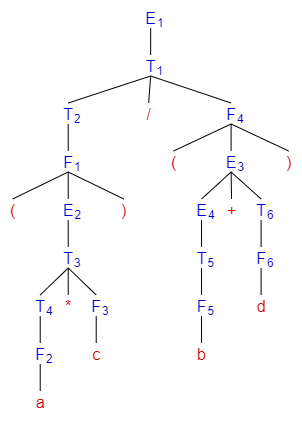 E1
T1
T2 / F4
F1 ( E3 )
( E2 ) E4 + T6
T3 T5 F6
T4 * F3 F5 d
F2 c b
a